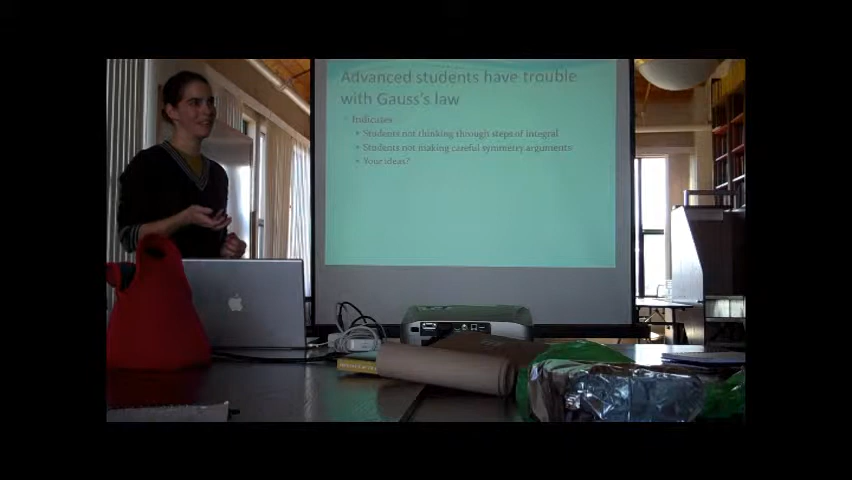 Advanced students have trouble
with Gauss's law
Indicates
Students not thinking through steps of integral
Students not making careful symmetry arguments
Your ideas?